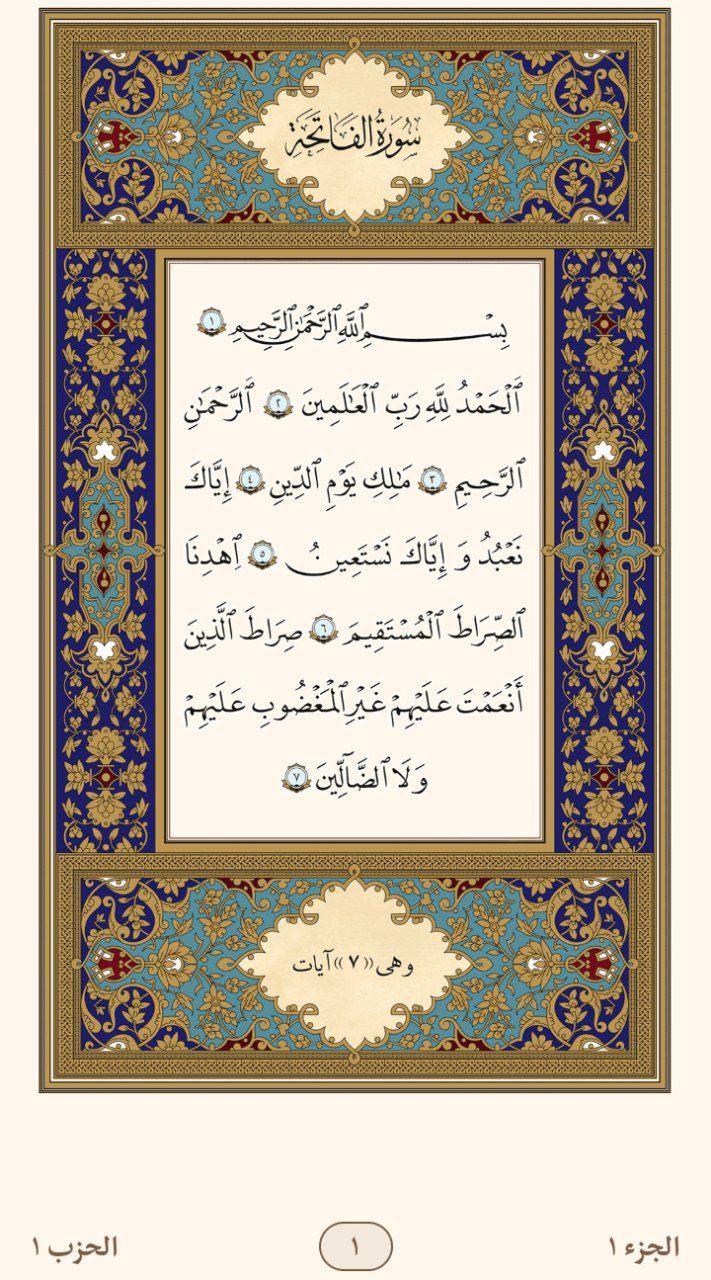 سُورَةُ الفَاتِحَةِ
بِسْمِ ٱللَّهِ ٱلرَّحْمَٰنِ ٱلرَّحِيمِ ١
ٱلْحَمْدُ لِلَّهِ رَبِّ ٱلْعَٰلَمِينَ ٢ ٱلرَّحْمَٰنِ
ٱلرَّحِيمِ ٣ مَٰلِكِ يَوْمِ ٱلدِّينِ ٤ إِيَّاكَ
نَعْبُدُ وَ إِيَّاكَ نَسْتَعِينُ ٥ ٱهْدِنَا
ٱلصِّرَاطَ ٱلْمُسْتَقِيمَ ٦ صِرَاطَ ٱلَّذِينَ
أَنْعَمْتَ عَلَيْهِمْ غَيْرِ ٱلْمَغْضُوبِ عَلَيْهِمْ
وَلَا ٱلضَّآلِّينَ ٧
وهي ((٧)) آيات
الجزء ١
١
الحزب ١